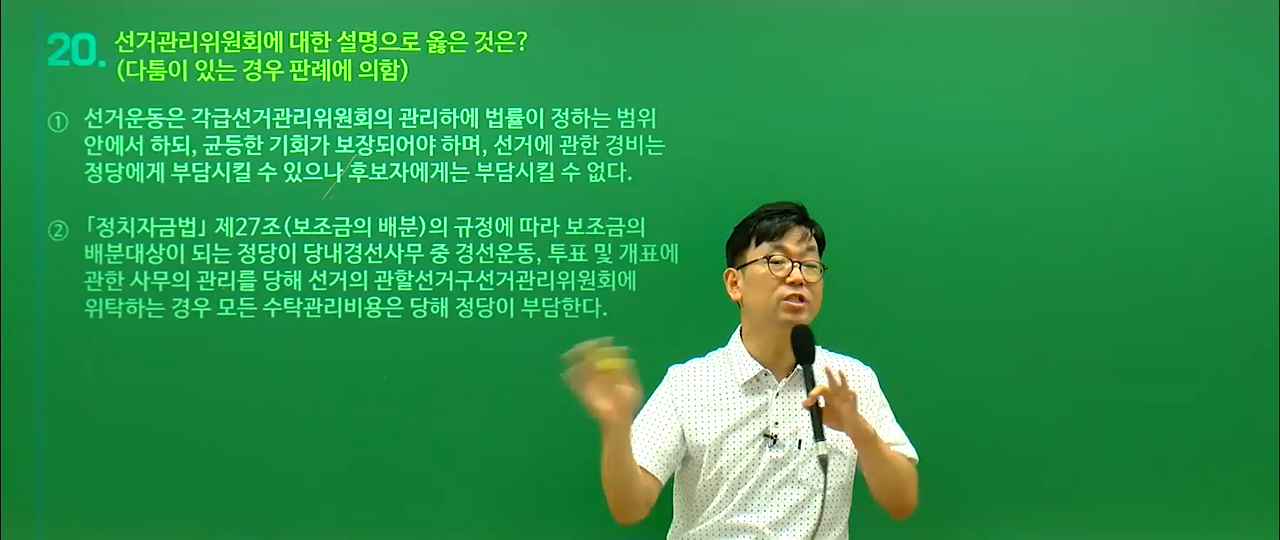 20. 선거관리위원회에 대한 설명으로 옳은 것은?
(다툼이 있는 경우 판례에 의함)
① 선거운동은 각급선거관리위원회의 관리하에 법률이 정하는 범위
안에서 하되, 균등한 기회가 보장되어야 하며, 선거에 관한 경비는
정당에게 부담시킬 수 있으나 후보자에게는 부담시킬 수 없다.
② 「정치자금법」 제27조(보조금의 배분)의 규정에 따라 보조금의
배분대상이 되는 정당이 당내경선사무 중 경선운동, 투표 및 개표에
관한 사무의 관리를 당해 선거의 관할선거구선거관리위원회에
위탁하는 경우 모든 수탁관리비용은 당해 정당이 부담한다.